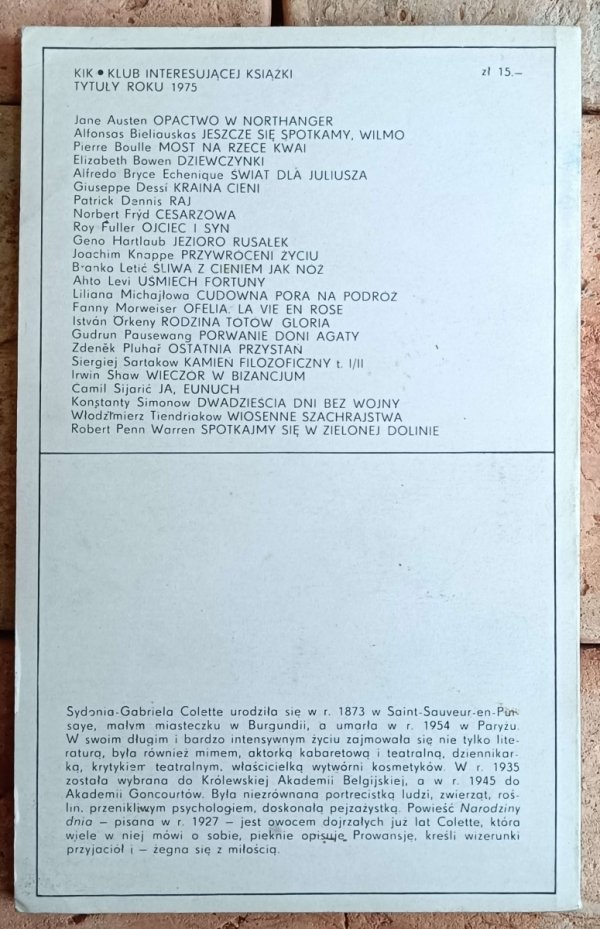 KIK • KLUB INTERESUJĄCEJ KSIĄŻKI
zł 15.–
TYTUŁY ROKU 1975
Jane Austen OPACTWO W NORTHANGER
Alfonsas Bieliauskas JESZCZE SIĘ SPOTKAMY, WILMO
Pierre Boulle MOST NA RZECE KWAI
Elizabeth Bowen DZIEWCZYNKI
Alfredo Bryce Echenique ŚWIAT DLA JULIUSZA
Giuseppe Dessí KRAINA CIENI
Patrick Dennis RAJ
Norbert Frýd CESARZOWA
Roy Fuller OJCIEC I SYN
Geno Hartlaub JEZIORO RUSAŁEK
Joachim Knappe PRZYWRÓCENI ŻYCIU
Branko Letić ŚLIWA Z CIENIEM JAK NÓŻ
Ahto Levi UŚMIECH FORTUNY
Liliana Michajłowa CUDOWNA PORA NA PODRÓŻ
Fanny Morweiser OFELIA. LA VIE EN ROSE
István Örkeny RODZINA TOTÓW GLORIA
Gudrun Pausewang PORWANIE DONI AGATY
Zdeněk Pluhař OSTATNIA PRZYSTAŃ
Siergiej Sartakow KAMIEŃ FILOZOFICZNY t. I/II
Irwin Shaw WIECZÓR W BIZANCJUM
Camil Sijarić JA, EUNUCH
Konstanty Simonow DWADZIEŚCIA DNI BEZ WOJNY
Włodzimierz Tiendriakow WIOSENNE SZACHRAJSTWA
Robert Penn Warren SPOTKAJMY SIĘ W ZIELONEJ DOLINIE
Sydonia-Gabriela Colette urodziła się w r. 1873 w Saint-Sauveur-en-Pui-
saye, małym miasteczku w Burgundii, a umarła w r. 1954 w Paryżu.
W swoim długim i bardzo intensywnym życiu zajmowała się nie tylko lite-
raturą, była również mimem, aktorką kabaretową i teatralną, dziennikar-
ką, krytykiem teatralnym, właścicielką wytwórni kosmetyków. W r. 1935
została wybrana do Królewskiej Akademii Belgijskiej, a w r. 1945 do
Akademii Goncourtów. Była niezrównaną portrecistką ludzi, zwierząt, roś-
lin, przenikliwym psychologiem, doskonałą pejzażystką. Powieść Narodziny
dnia – pisana w r. 1927 – jest owocem dojrzałych już lat Colette, która
wiele w niej mówi o sobie, pięknie opisuje Prowansję, kreśli wizerunki
przyjaciół i – żegna się z miłością.